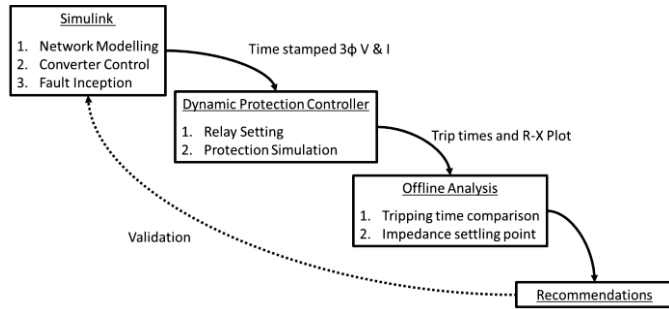 Simulink
1. Network Modelling
2. Converter Control
3. Fault Inception
Time stamped 3ϕ V & I
Dynamic Protection Controller
1. Relay Setting
2. Protection Simulation
Trip times and R-X Plot
Offline Analysis
1. Tripping time comparison
2. Impedance settling point
Validation
Recommendations